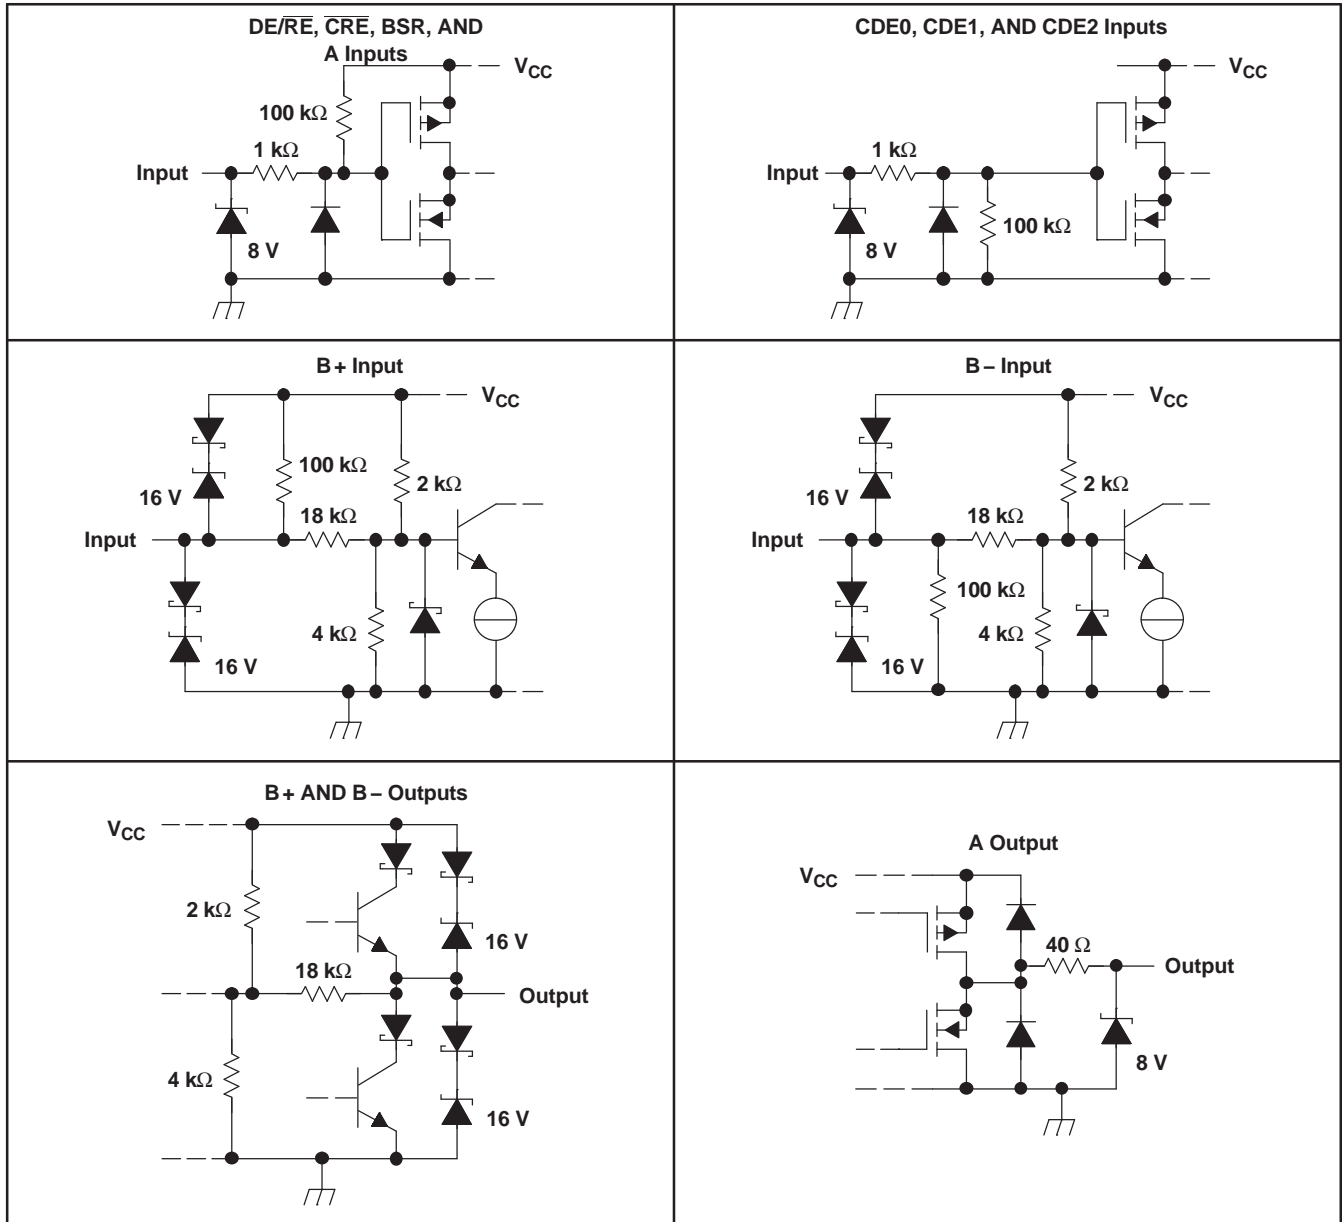 DE/R̅E̅, C̅R̅E̅, BSR, AND
A Inputs
VCC
100 kΩ
1 kΩ
Input
8 V
CDE0, CDE1, AND CDE2 Inputs
VCC
1 kΩ
Input
100 kΩ
8 V
B+ Input
VCC
100 kΩ
2 kΩ
16 V
18 kΩ
Input
4 kΩ
16 V
B− Input
VCC
2 kΩ
16 V
18 kΩ
Input
100 kΩ
4 kΩ
16 V
B+ AND B− Outputs
VCC
2 kΩ
16 V
18 kΩ
Output
4 kΩ
16 V
A Output
VCC
40 Ω
Output
8 V